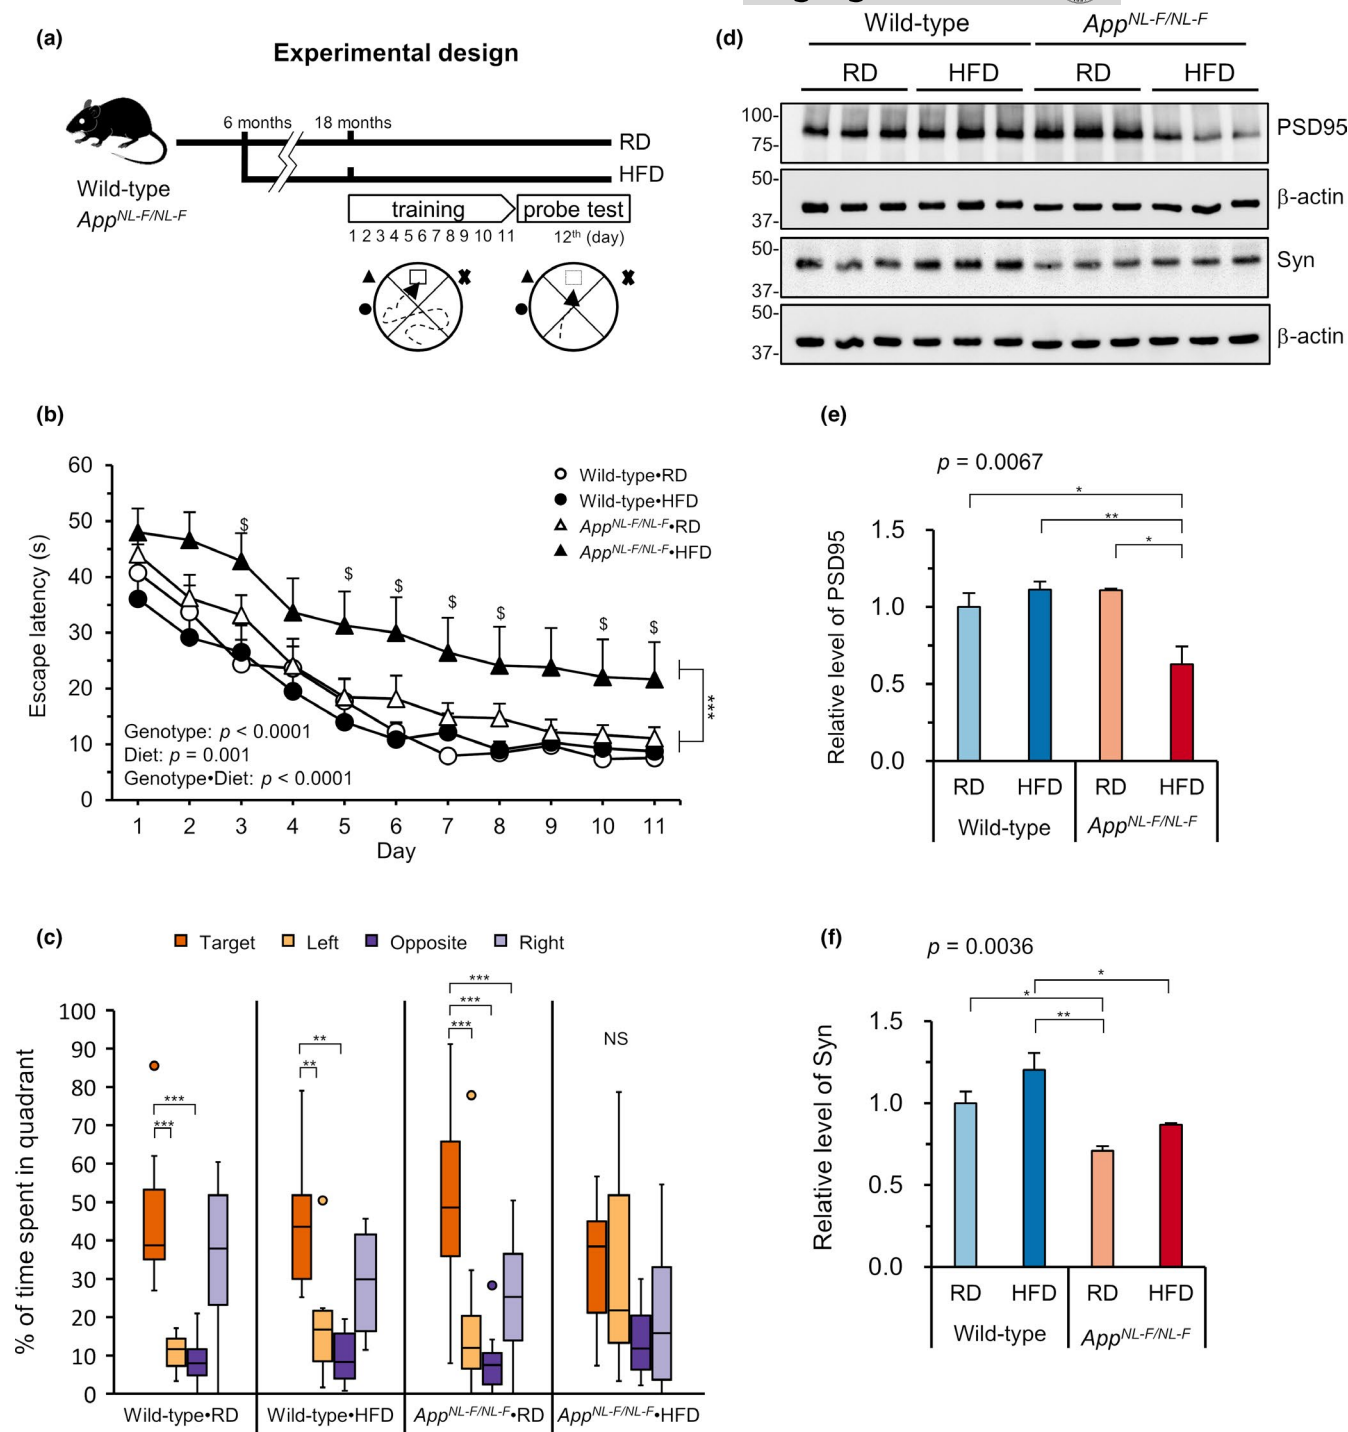 (a)
Experimental design
6 months
18 months
RD
HFD
Wild-type
App^NL-F/NL-F
training
probe test
1 2 3 4 5 6 7 8 9 10 11
12th (day)
(b)
60
50
40
30
20
10
0
Escape latency (s)
Wild-type•RD
Wild-type•HFD
App^NL-F/NL-F•RD
App^NL-F/NL-F•HFD
$
$
$
$
$
$
$
***
Genotype: p < 0.0001
Diet: p = 0.001
Genotype•Diet: p < 0.0001
1 2 3 4 5 6 7 8 9 10 11
Day
(c)
Target
Left
Opposite
Right
100
90
80
70
60
50
40
30
20
10
0
% of time spent in quadrant
***
***
**
**
***
***
***
NS
Wild-type•RD
Wild-type•HFD
App^NL-F/NL-F•RD
App^NL-F/NL-F•HFD
(d)
Wild-type
App^NL-F/NL-F
RD
HFD
RD
HFD
100-
75-
PSD95
50-
37-
β-actin
50-
37-
Syn
50-
37-
β-actin
(e)
p = 0.0067
*
**
*
1.5
1.0
0.5
0.0
Relative level of PSD95
RD
HFD
RD
HFD
Wild-type
App^NL-F/NL-F
(f)
p = 0.0036
*
*
**
1.5
1.0
0.5
0.0
Relative level of Syn
RD
HFD
RD
HFD
Wild-type
App^NL-F/NL-F